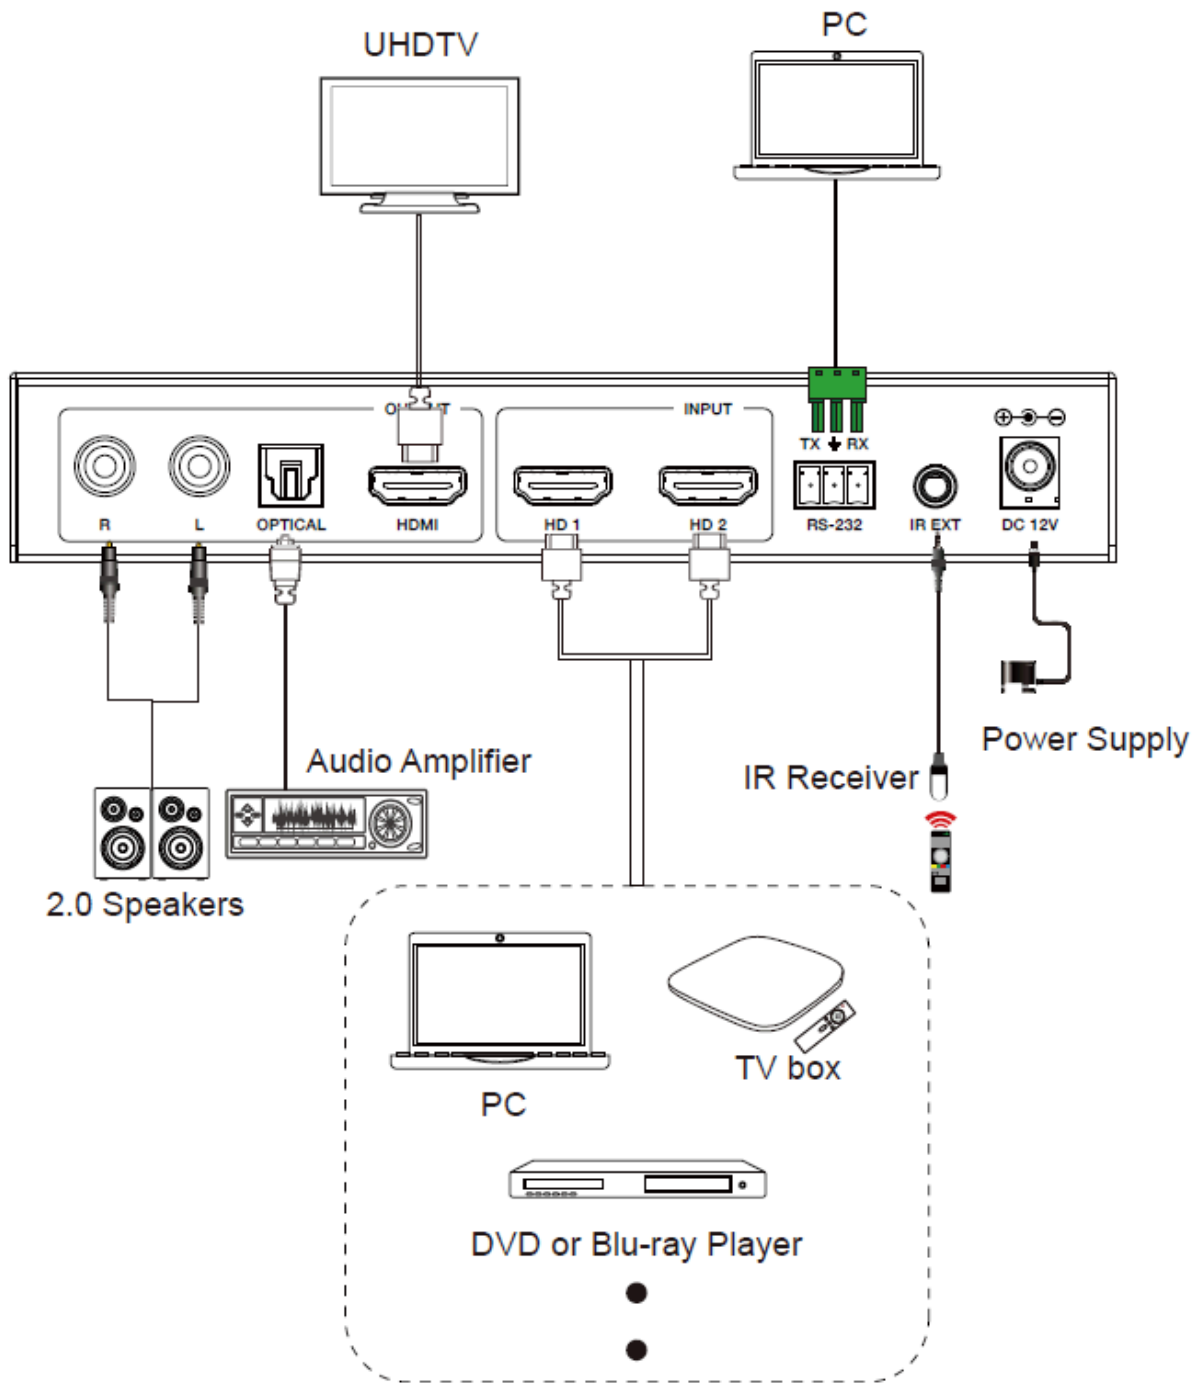 UHDTV
PC
OUTPUT
INPUT
TX RX
R
L
OPTICAL
HDMI
HD 1
HD 2
RS-232
IR EXT
DC 12V
Power Supply
Audio Amplifier
IR Receiver
2.0 Speakers
TV box
PC
DVD or Blu-ray Player